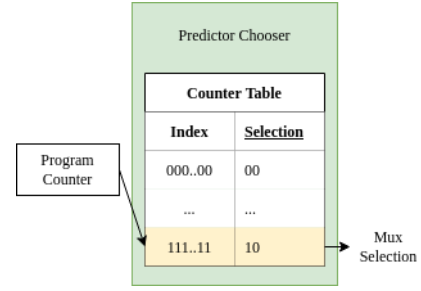 Predictor Chooser
Counter Table
Index Selection
Program
Counter
000..00 00
... ...
111..11 10
Mux
Selection